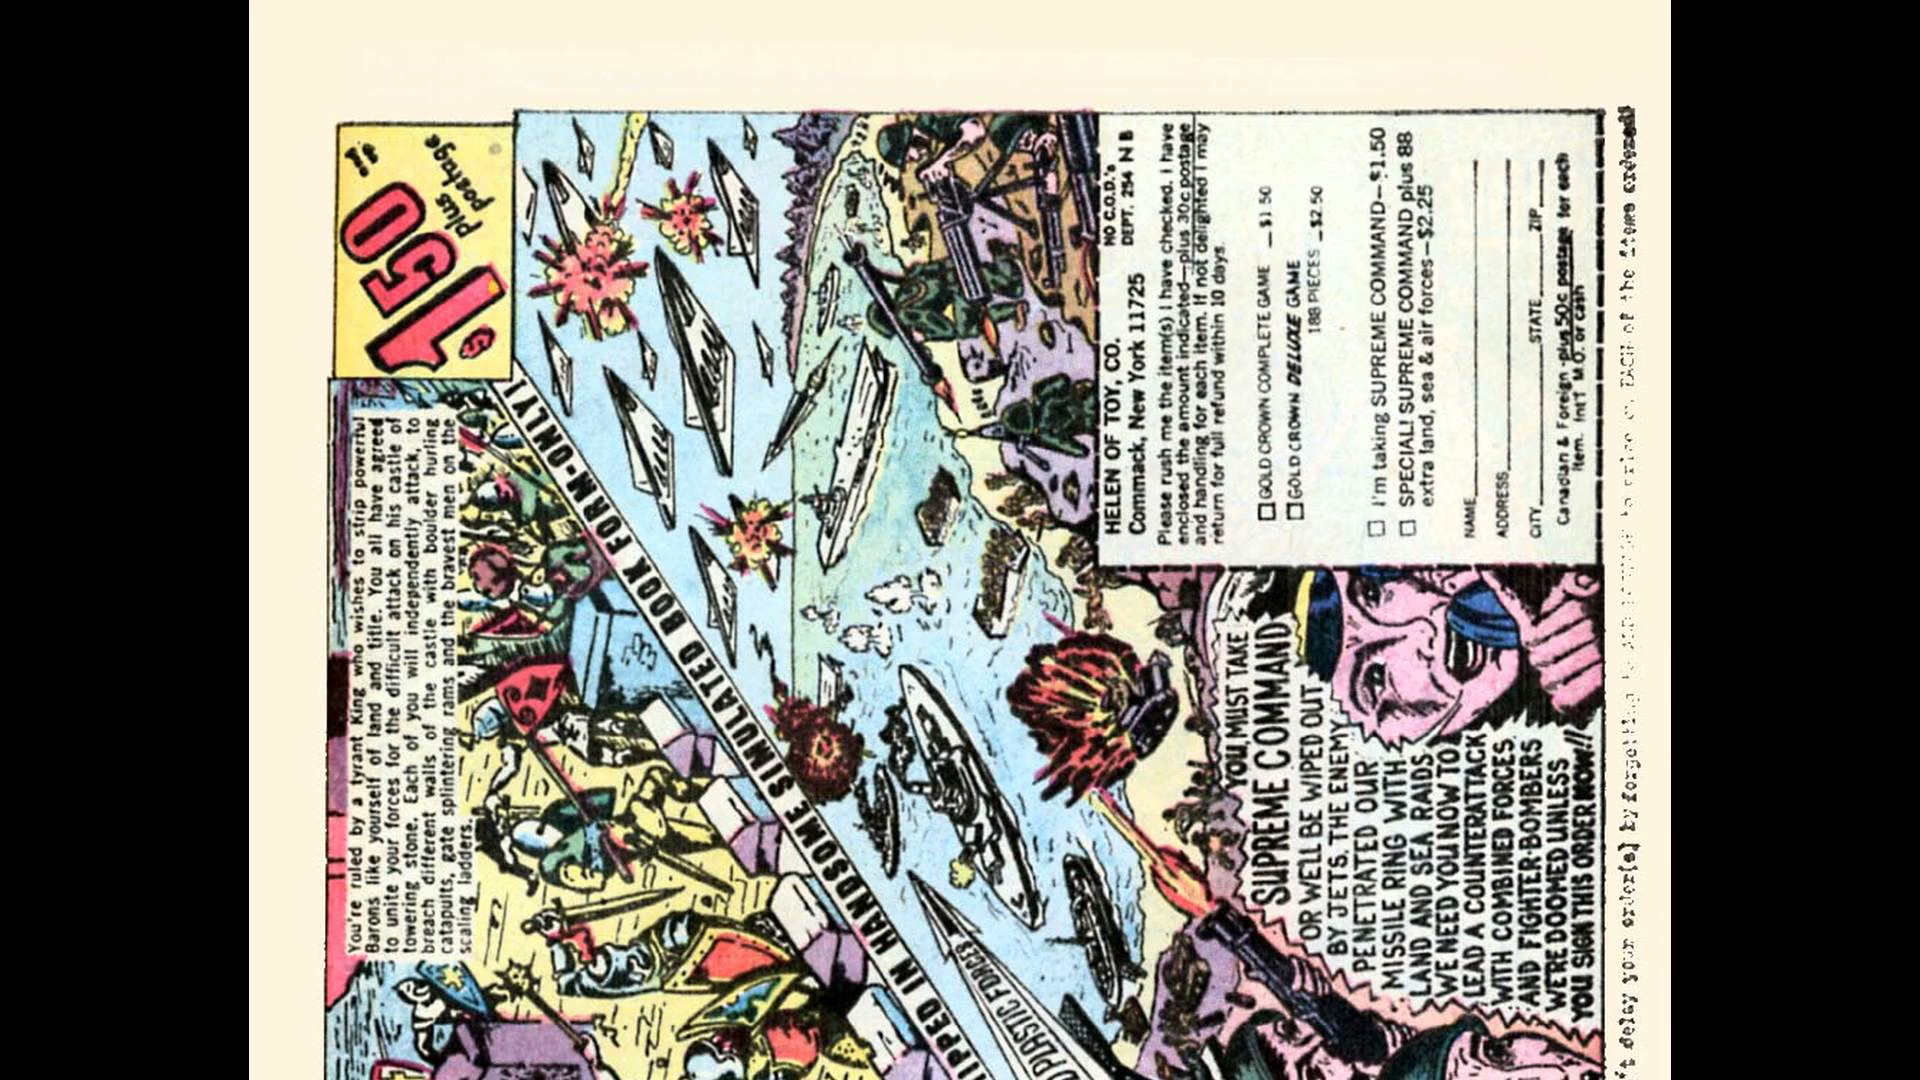 $1 50
plus
postage
You're ruled by a tyrant King who wishes to strip powerful
Barons like yourself of land and title. You all have agreed
to unite your forces for the difficult attack on his castle of
towering stone. Each of you will independently attack, to
breach different walls of the castle with boulder hurling
catapults, gate splintering rams and the bravest men on the
scaling ladders.
IPPED IN HANDSOME SIMULATED BOOK FORM-ONLY!
PLASTIC FORCES
HELEN OF TOY, CO.
Commack, New York 11725
NO C.O.D.'s
DEPT. 254 N B
Please rush me the item(s) I have checked. I have
enclosed the amount indicated—plus 30c postage
and handling for each item. If not delighted I may
return for full refund within 10 days.
☐ GOLD CROWN COMPLETE GAME _ $1 50
☐ GOLD CROWN DELUXE GAME
188 PIECES _ $2.50
☐ I'm taking SUPREME COMMAND—$1.50
☐ SPECIAL! SUPREME COMMAND plus 88
extra land, sea & air forces—$2.25
NAME
ADDRESS
CITY STATE ZIP
Canadian & Foreign-plus 50c postage for each
item. Int'l M.O. or cash
YOU MUST TAKE
SUPREME COMMAND
OR WE'LL BE WIPED OUT
BY JETS. THE ENEMY
PENETRATED OUR
MISSILE RING WITH
LAND AND SEA RAIDS
WE NEED YOU NOW TO
LEAD A COUNTERATTACK
WITH COMBINED FORCES
AND FIGHTER-BOMBERS
WE'RE DOOMED UNLESS
YOU SIGN THIS ORDER NOW!!
delay your order(s) by forgetting to of the items ordered!